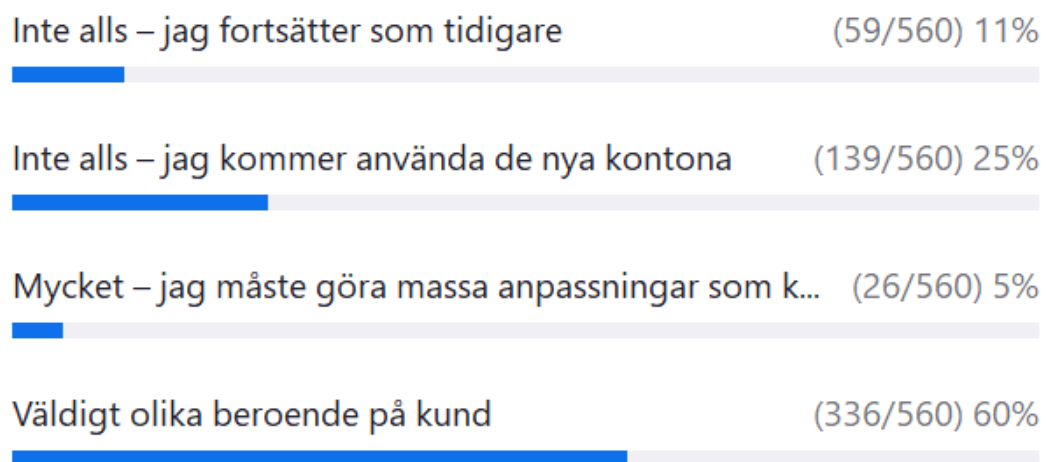 Inte alls – jag fortsätter som tidigare (59/560) 11%
Inte alls – jag kommer använda de nya kontona (139/560) 25%
Mycket – jag måste göra massa anpassningar som k... (26/560) 5%
Väldigt olika beroende på kund (336/560) 60%